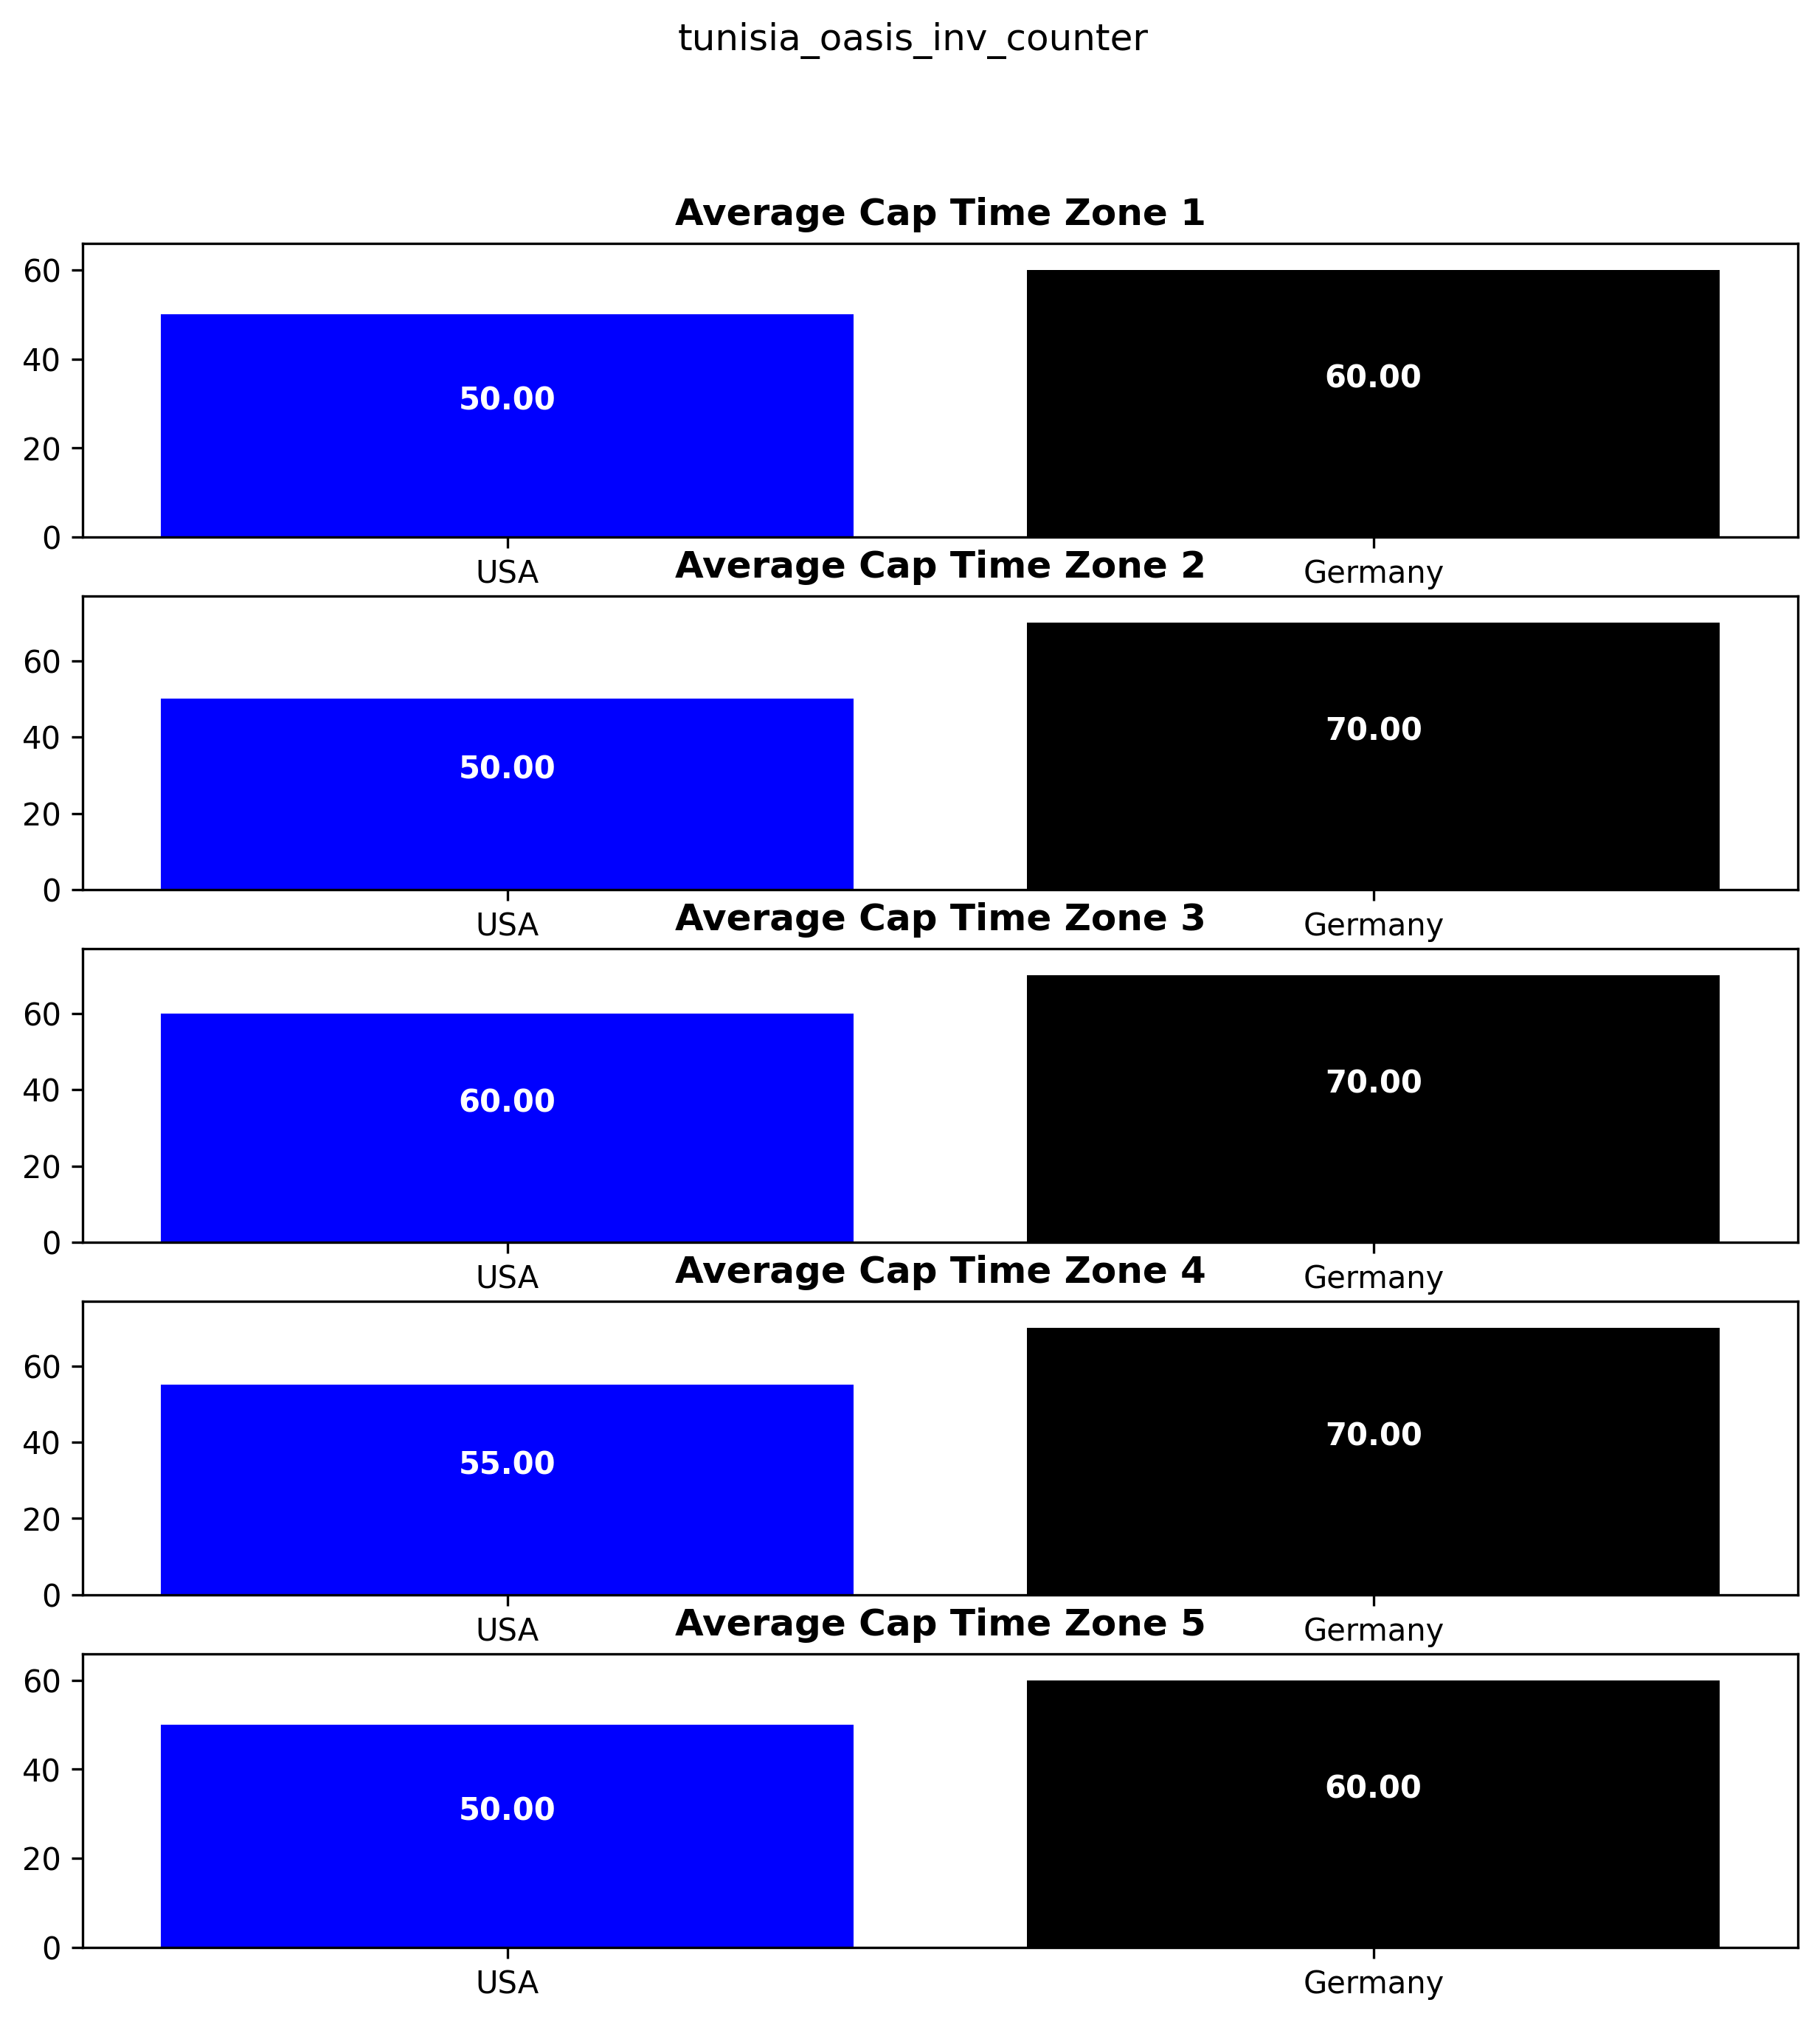 tunisia_oasis_inv_counter
Average Cap Time Zone 1
60
40
20
0
50.00
60.00
USA
Germany
Average Cap Time Zone 2
60
40
20
0
50.00
70.00
USA
Germany
Average Cap Time Zone 3
60
40
20
0
60.00
70.00
USA
Germany
Average Cap Time Zone 4
60
40
20
0
55.00
70.00
USA
Germany
Average Cap Time Zone 5
60
40
20
0
50.00
60.00
USA
Germany